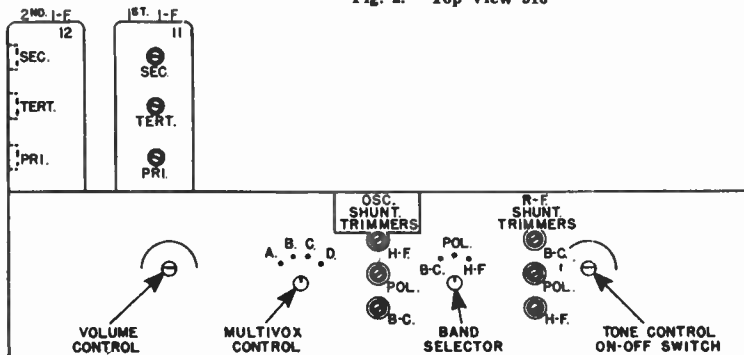 Fig. 2. Top View 516
2ND. I-F.
12
1ST. I-F.
11
SEC.
SEC.
TERT.
TERT.
PRI.
PRI.
OSC.
SHUNT.
TRIMMERS
R-F.
SHUNT
TRIMMERS
A. B. C. D.
H-F.
POL.
B-C.
B-C. POL. H-F
B-C.
POL.
H-F.
VOLUME
CONTROL
MULTIVOX
CONTROL
BAND
SELECTOR
TONE CONTROL
ON-OFF SWITCH